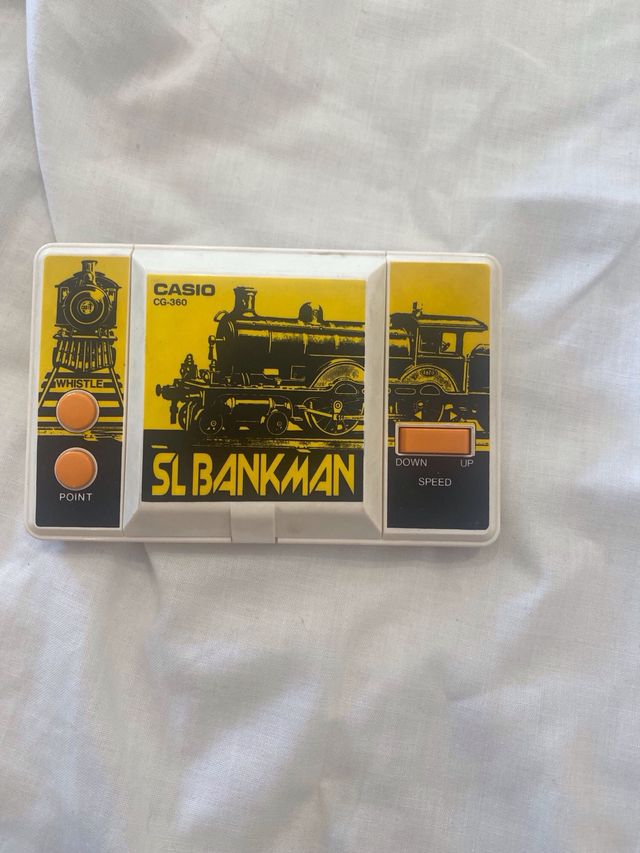 CASIO
CG-360
WHISTLE
POINT
SL BANKMAN
DOWN UP
SPEED